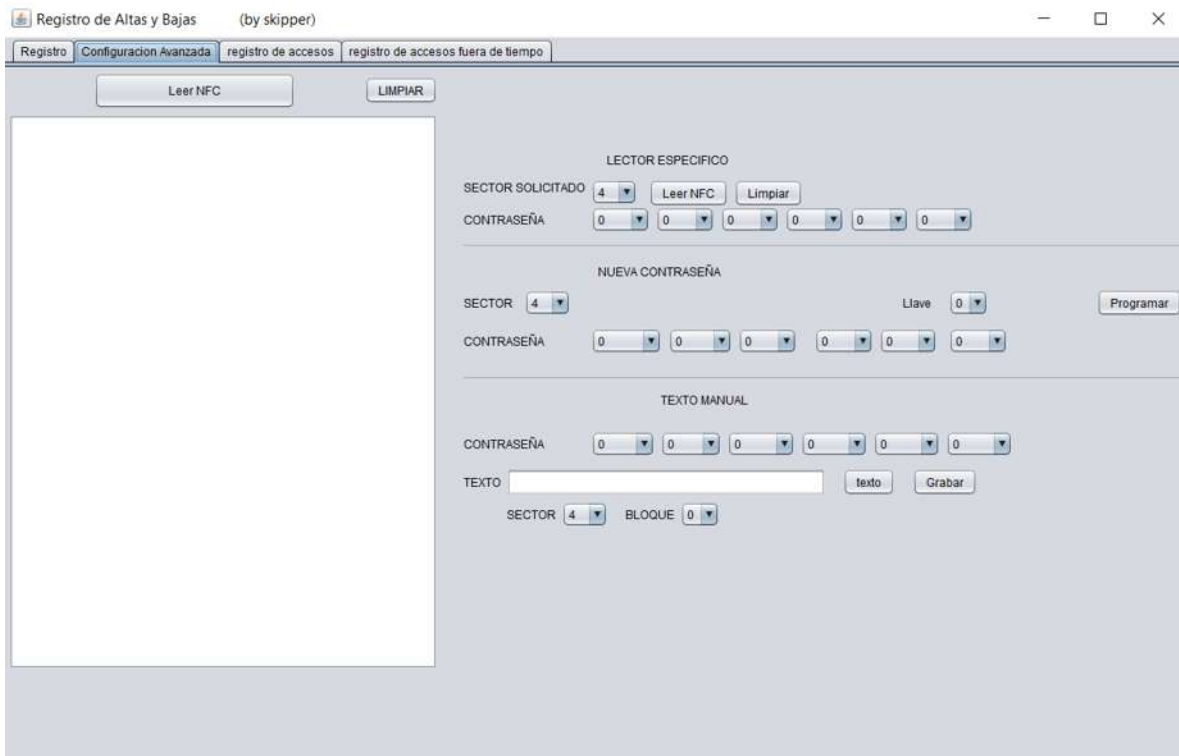 Registro de Altas y Bajas (by skipper)
Registro Configuracion Avanzada registro de accesos registro de accesos fuera de tiempo
Leer NFC LIMPIAR
LECTOR ESPECIFICO
SECTOR SOLICITADO 4 Leer NFC Limpiar
CONTRASEÑA 0 0 0 0 0 0
NUEVA CONTRASEÑA
SECTOR 4 Llave 0 Programar
CONTRASEÑA 0 0 0 0 0 0
TEXTO MANUAL
CONTRASEÑA 0 0 0 0 0 0
TEXTO texto Grabar
SECTOR 4 BLOQUE 0